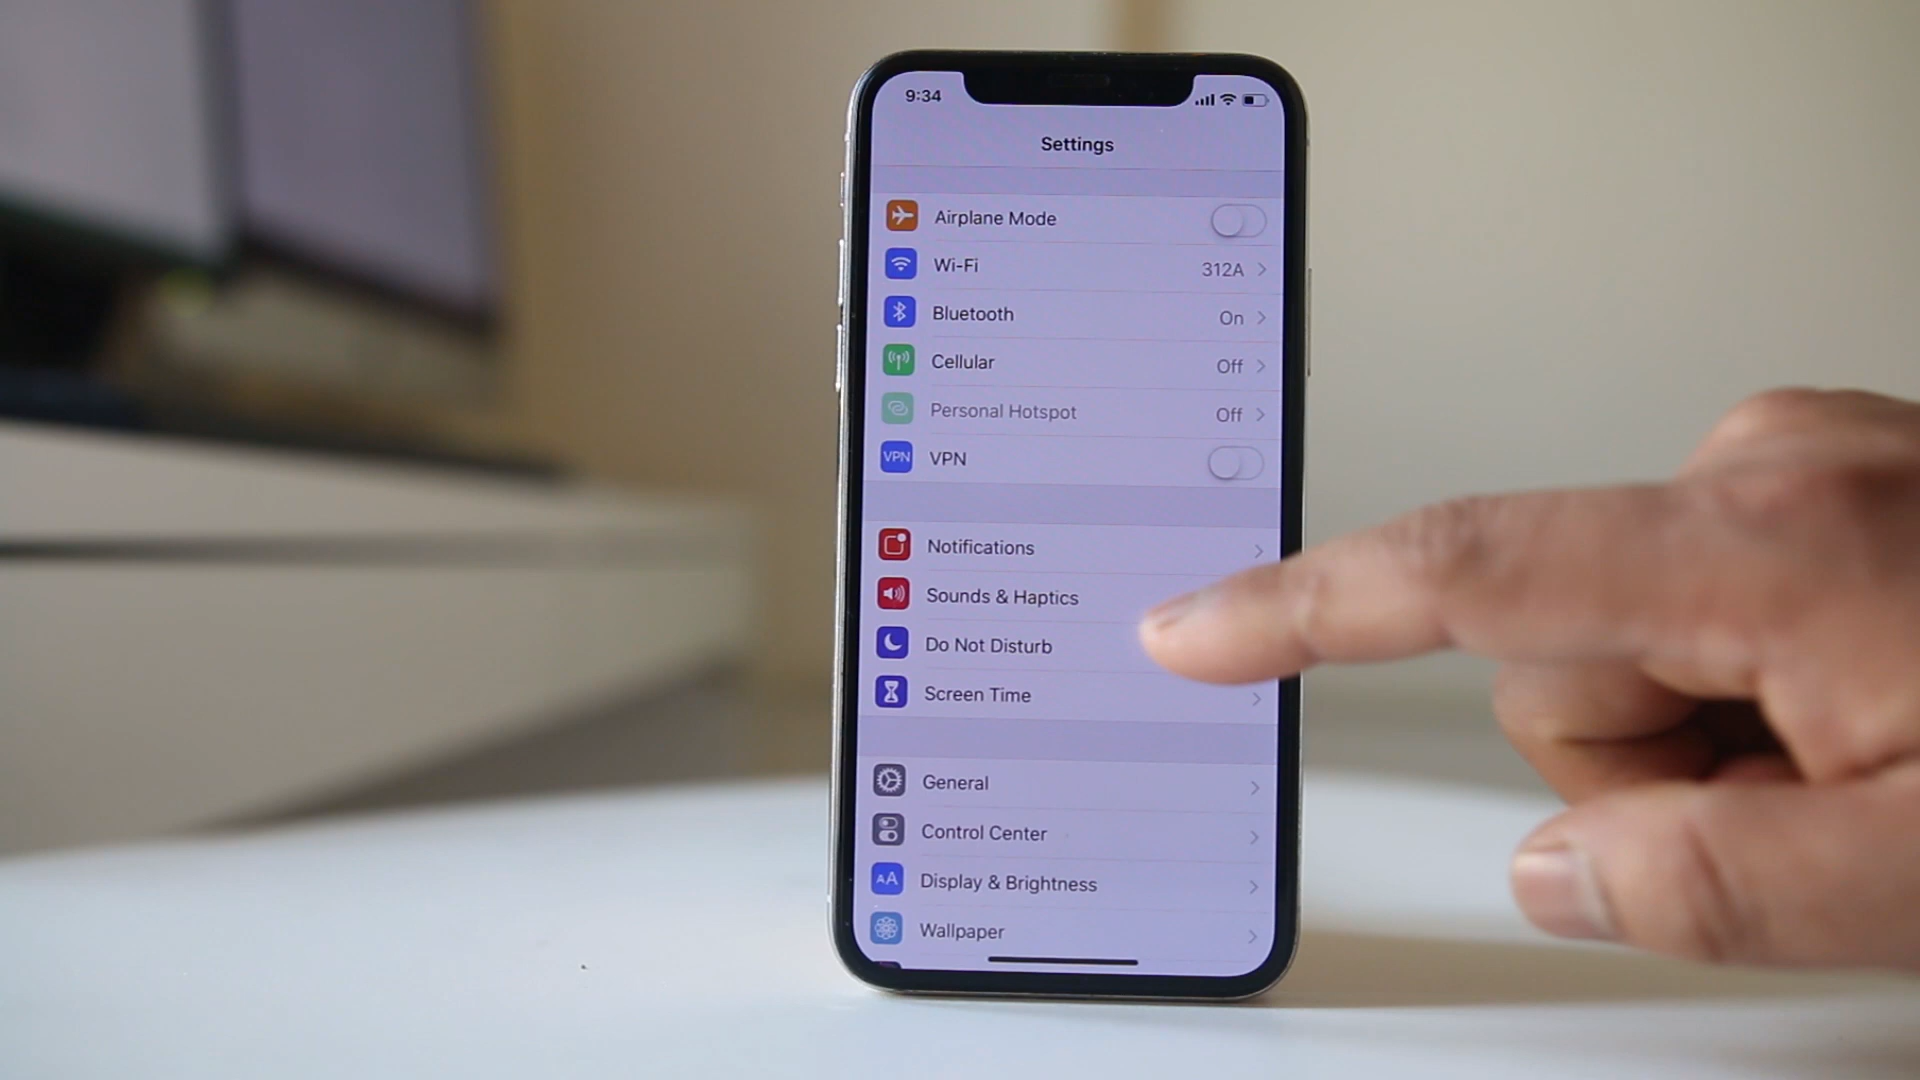 9:34
Settings
Airplane Mode
Wi-Fi 312A
Bluetooth On
Cellular Off
Personal Hotspot Off
VPN VPN
Notifications
Sounds & Haptics
Do Not Disturb
Screen Time
General
Control Center
AA Display & Brightness
Wallpaper